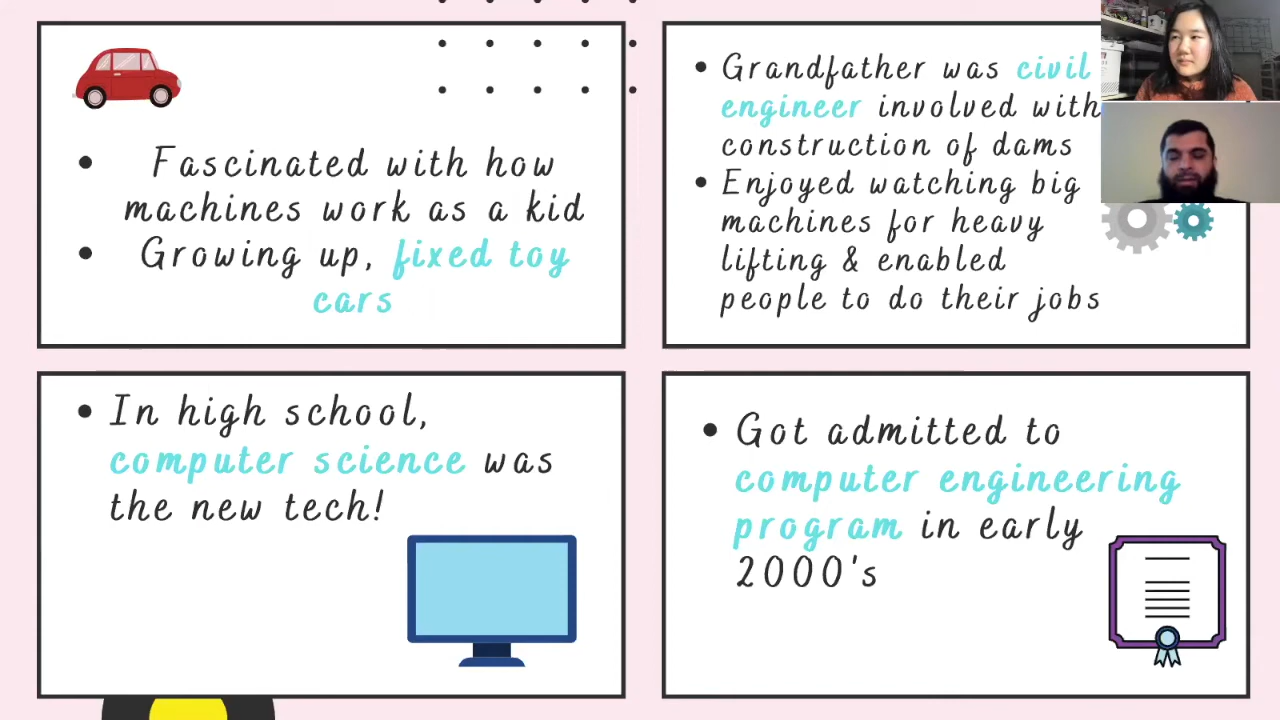 Fascinated with how
machines work as a kid
Growing up, fixed toy
cars
Grandfather was civil
engineer involved with
construction of dams
Enjoyed watching big
machines for heavy
lifting & enabled
people to do their jobs
In high school,
computer science was
the new tech!
Got admitted to
computer engineering
program in early
2000's